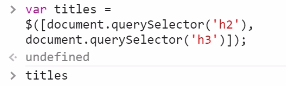 > var titles =
$([document.querySelector('h2'),
document.querySelector('h3')]);
< undefined
> titles